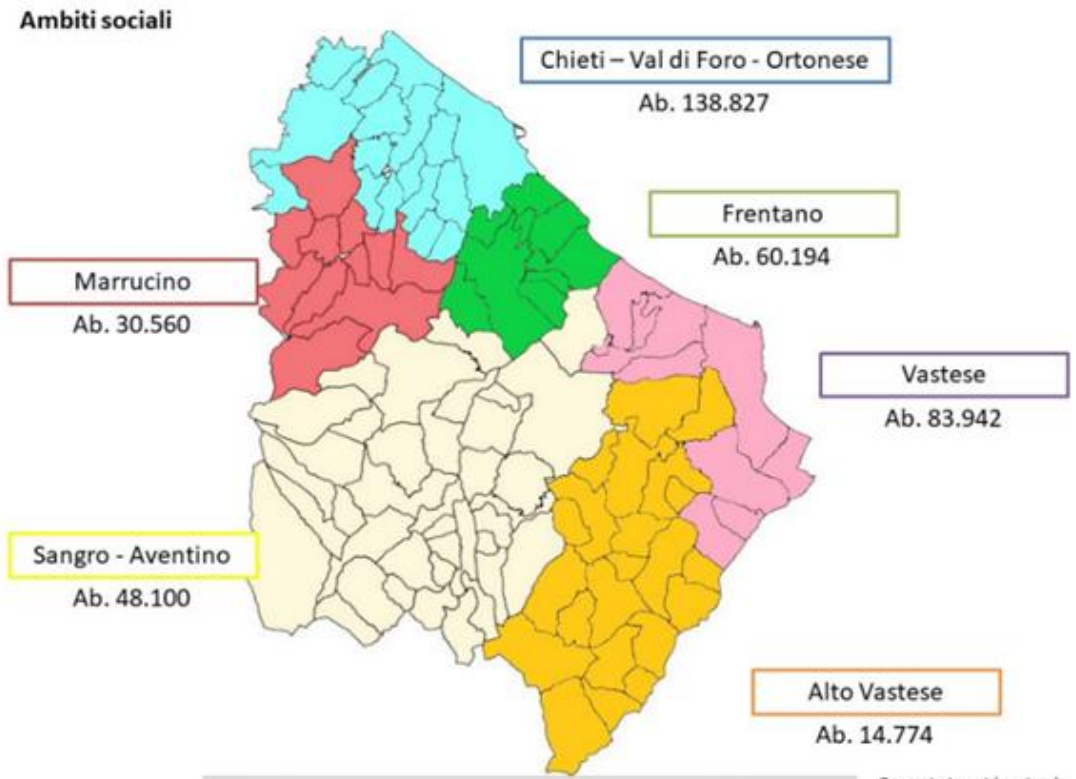 Ambiti sociali
Chieti – Val di Foro - Ortonese
Ab. 138.827
Frentano
Ab. 60.194
Marrucino
Ab. 30.560
Vastese
Ab. 83.942
Sangro - Aventino
Ab. 48.100
Alto Vastese
Ab. 14.774